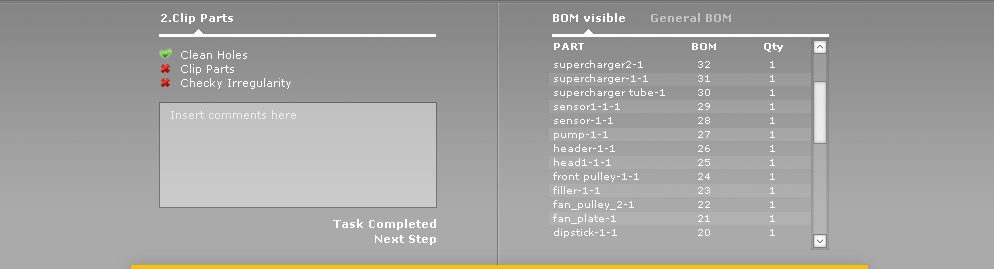 2.Clip Parts
Clean Holes
Clip Parts
Checky Irregularity
Insert comments here
Task Completed
Next Step
BOM visible General BOM
PART BOM Qty
supercharger2-1 32 1
supercharger-1-1 31 1
supercharger tube-1 30 1
sensor1-1-1 29 1
sensor-1-1 28 1
pump-1-1 27 1
header-1-1 26 1
head1-1-1 25 1
front pulley-1-1 24 1
filler-1-1 23 1
fan_pulley_2-1 22 1
fan_plate-1 21 1
dipstick-1-1 20 1